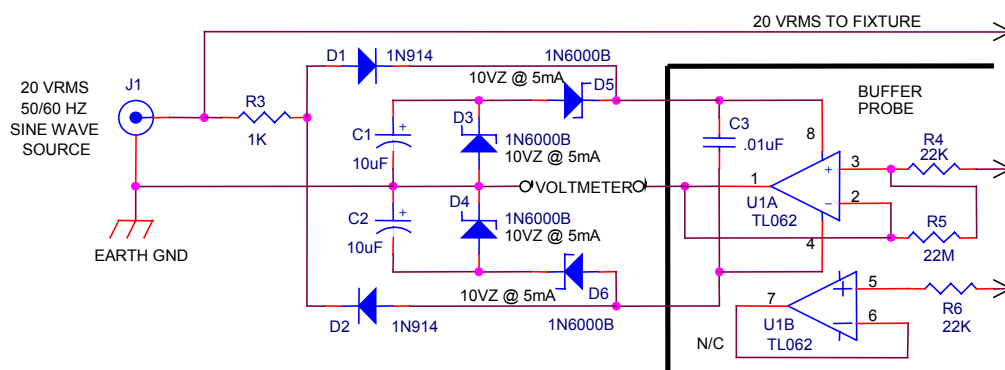 20 VRMS TO FIXTURE
20 VRMS
50/60 HZ
SINE WAVE
SOURCE
J1
EARTH GND
R3
1K
D1
1N914
1N6000B
10VZ @ 5mA
D5
C1
10uF
+
D3
1N6000B
10VZ @ 5mA
VOLTMETER
C2
10uF
+
D4
1N6000B
10VZ @ 5mA
10VZ @ 5mA
D6
1N6000B
D2
1N914
BUFFER
PROBE
C3
.01uF
8
1
3
+
2
-
4
U1A
TL062
R4
22K
R5
22M
7
5
6
U1B
TL062
R6
22K
N/C